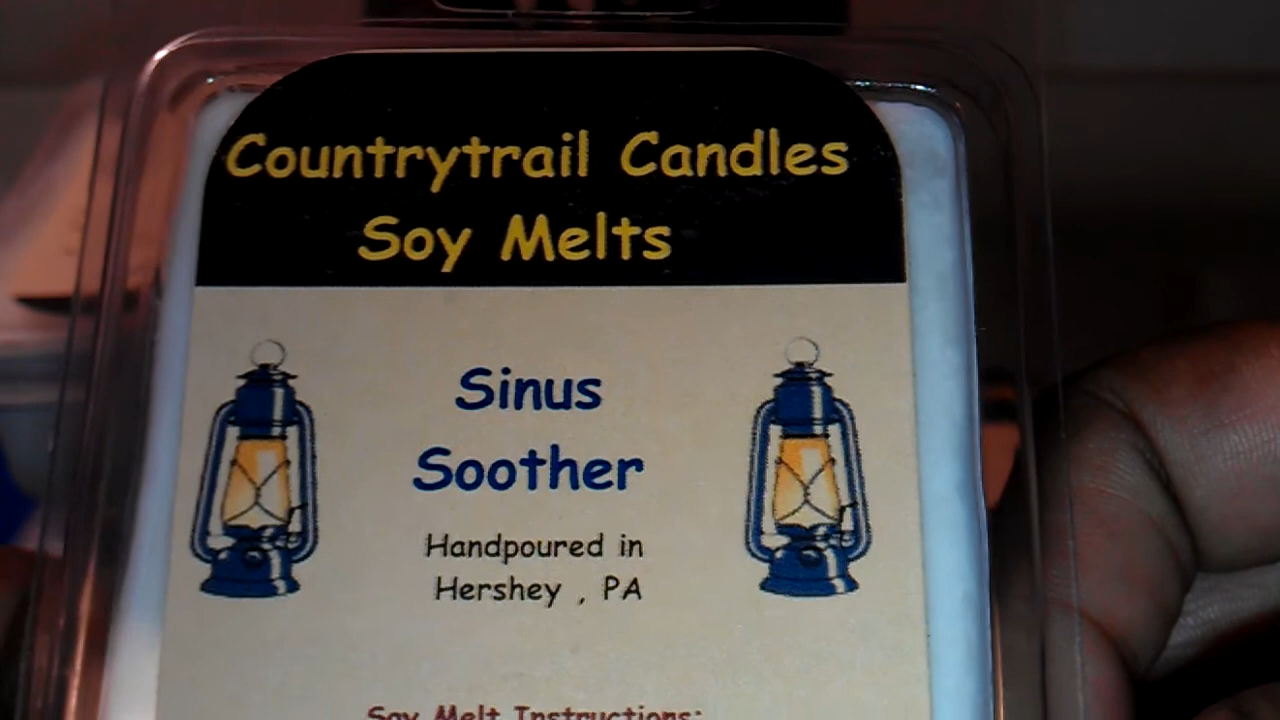 Countrytrail Candles
Soy Melts
Sinus
Soother
Handpoured in
Hershey , PA
Soy Melt Instructions: